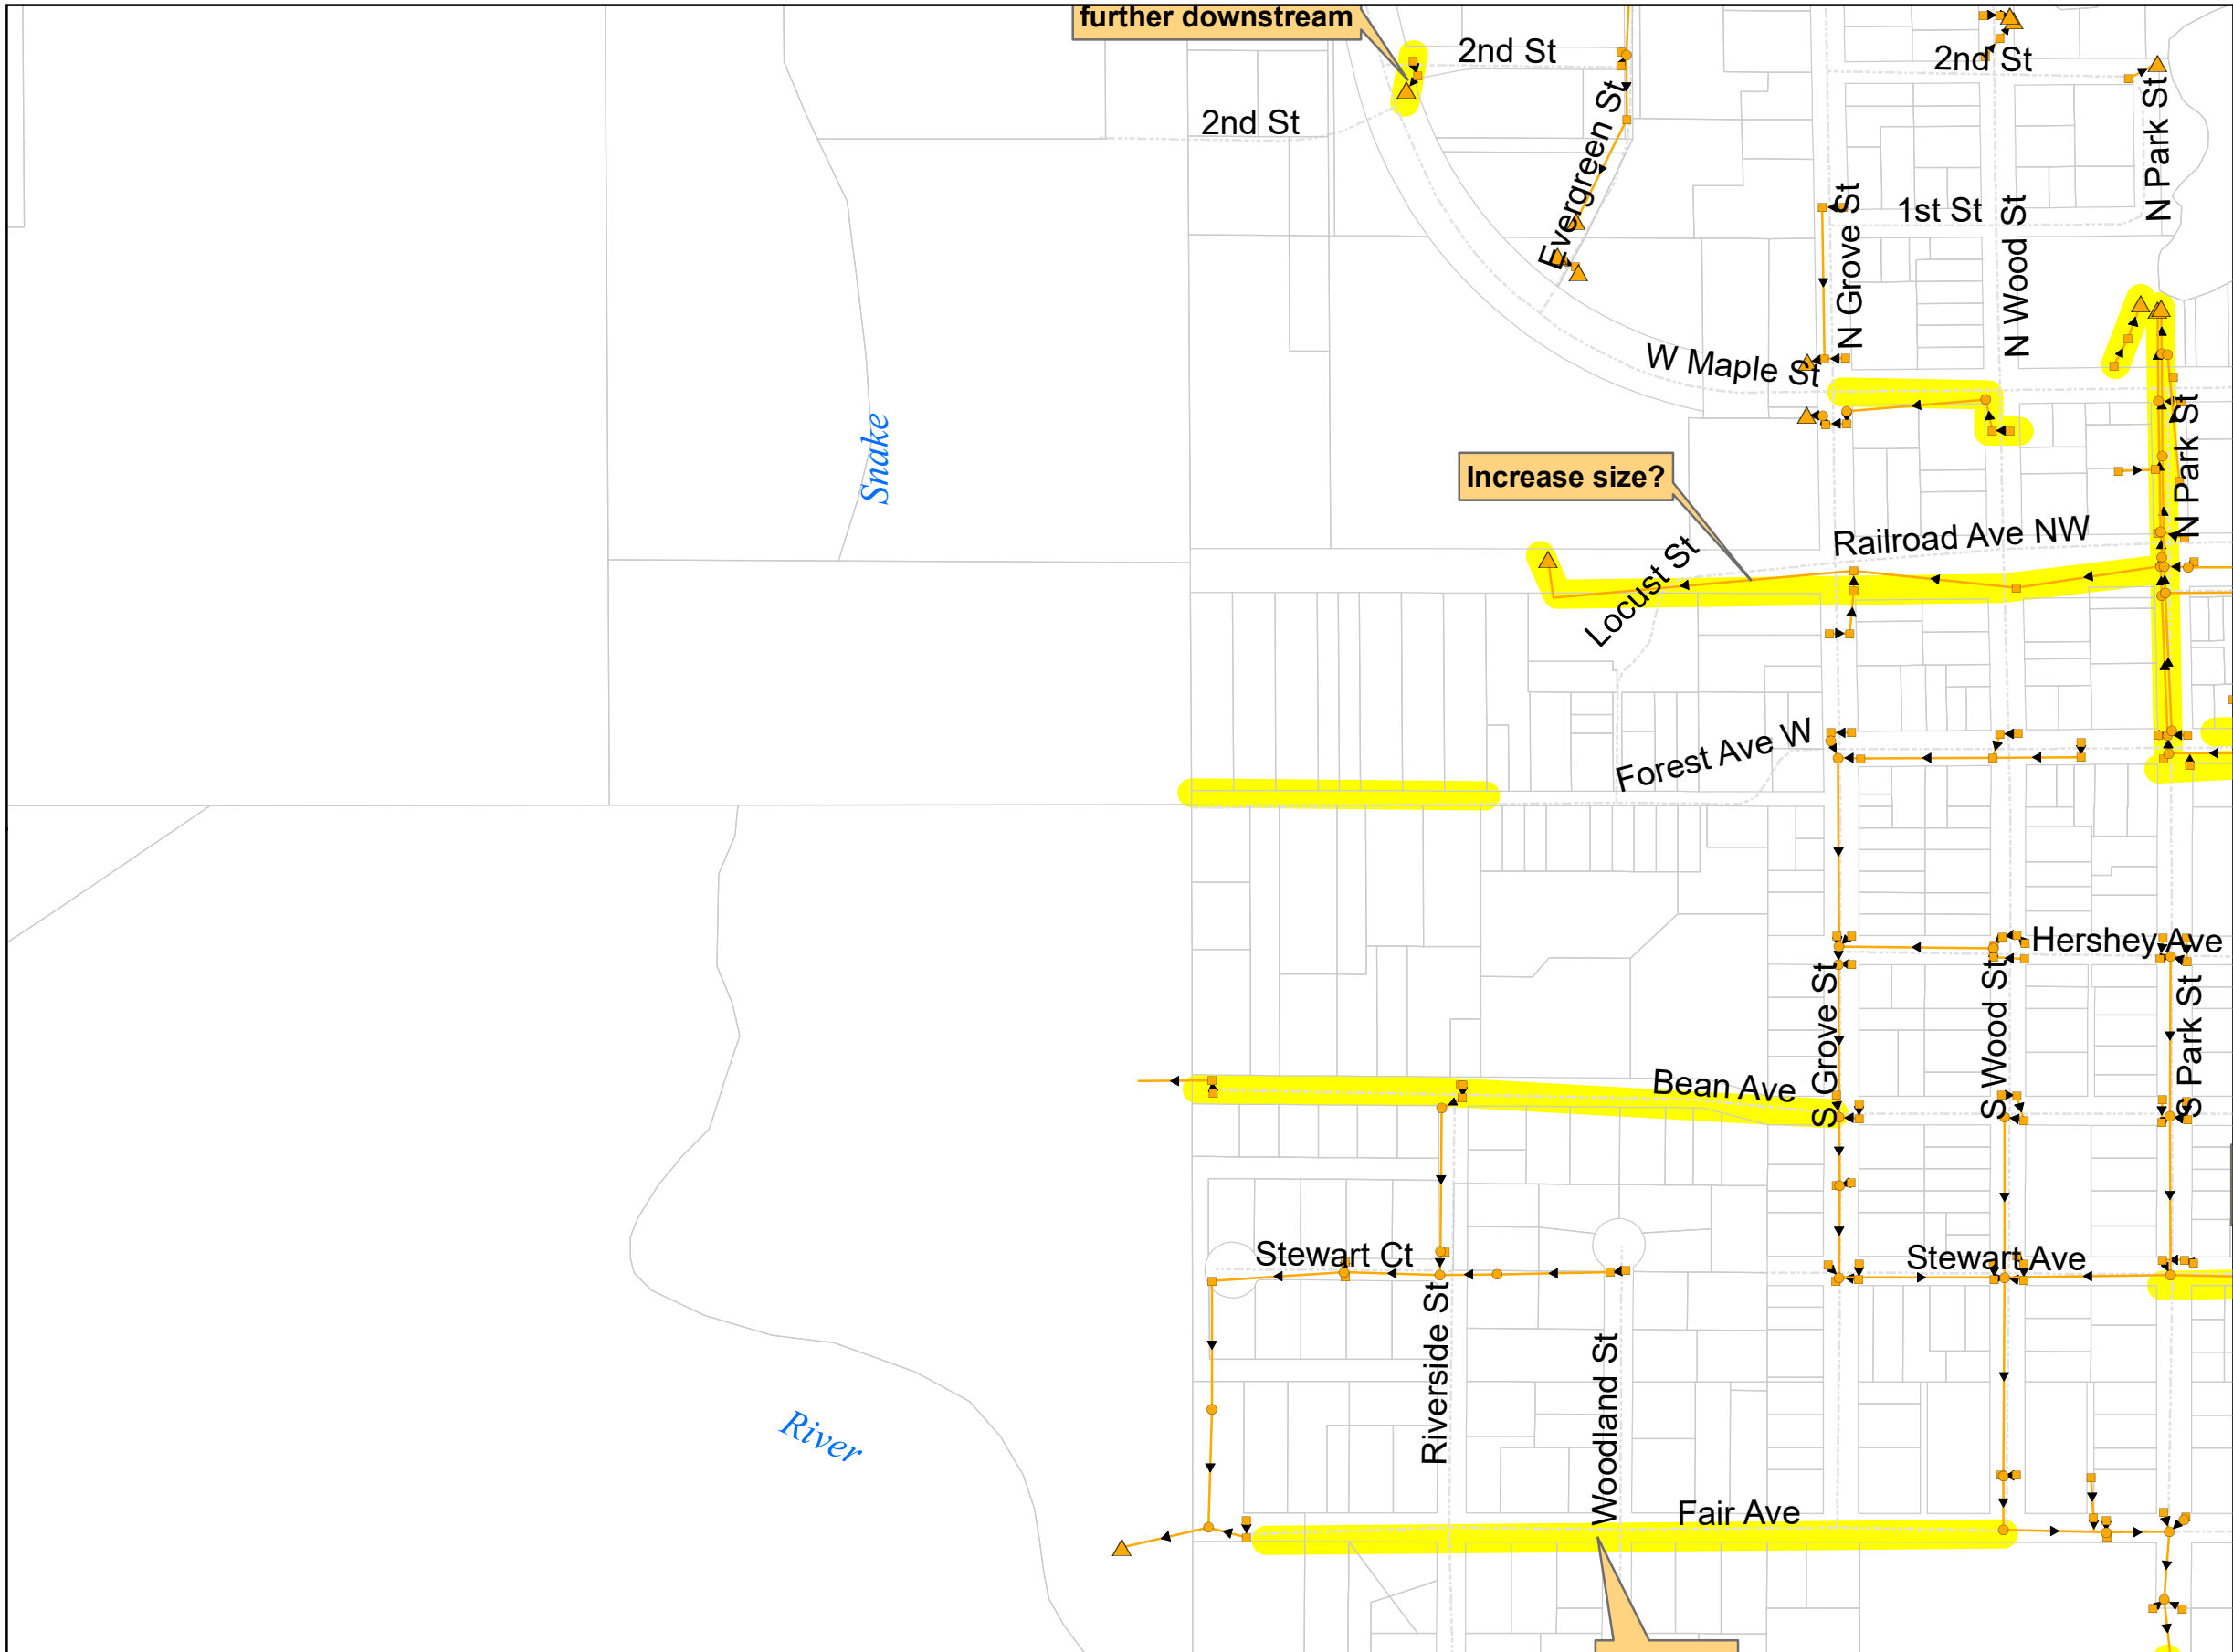 further downstream
2nd St
2nd St
2nd St
Evergreen St
N Park St
1st St
N Grove St
N Wood St
W Maple St
Snake
Increase size?
N Park St
Railroad Ave NW
Locust St
Forest Ave W
Hershey Ave
S Grove St
S Wood St
S Park St
Bean Ave
Stewart Ct
Stewart Ave
Riverside St
Woodland St
River
Fair Ave